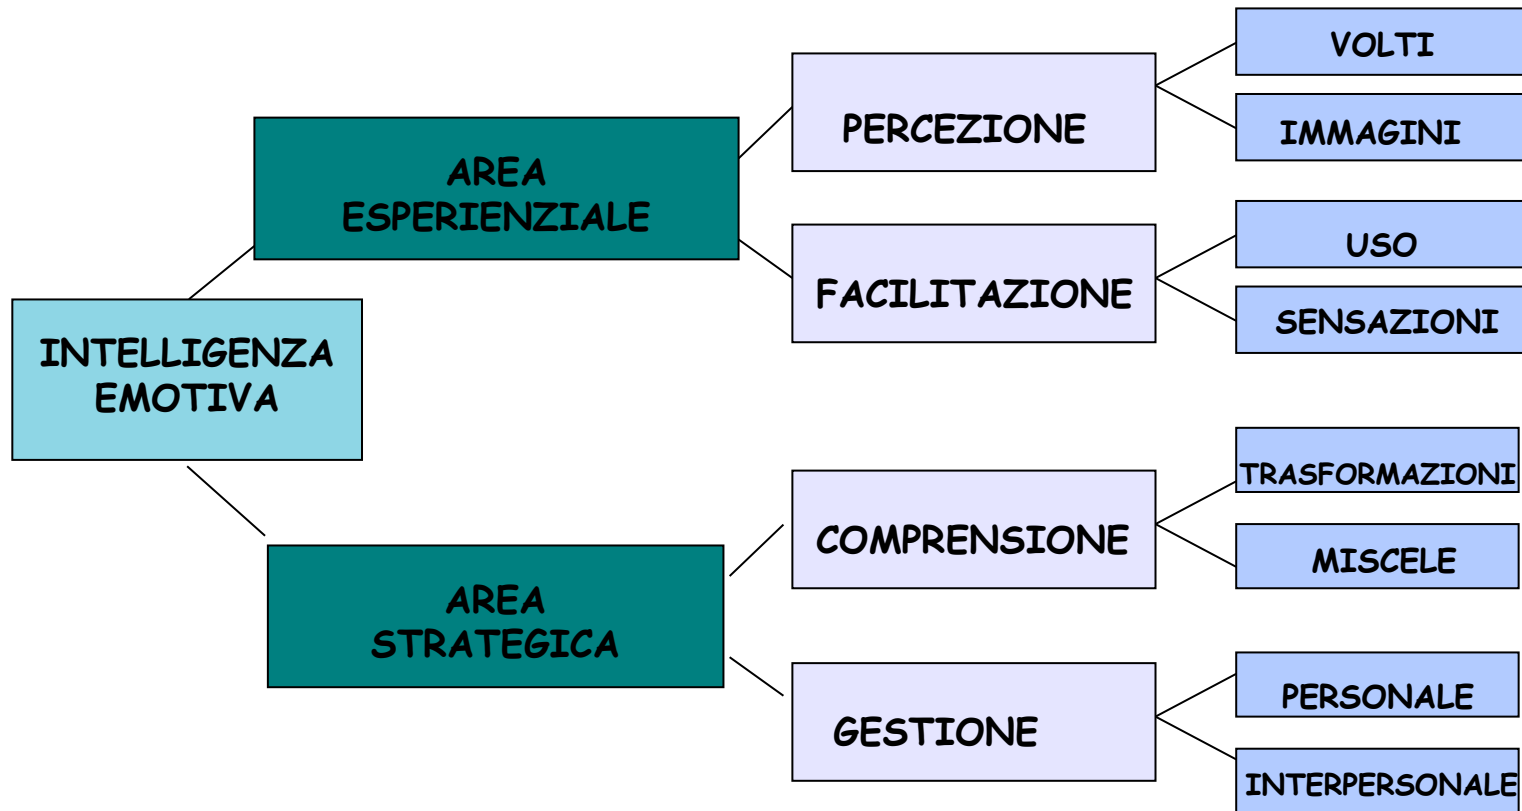 INTELLIGENZA
EMOTIVA
AREA
ESPERIENZIALE
PERCEZIONE
VOLTI
IMMAGINI
FACILITAZIONE
USO
SENSAZIONI
AREA
STRATEGICA
COMPRENSIONE
TRASFORMAZIONI
MISCELE
GESTIONE
PERSONALE
INTERPERSONALE